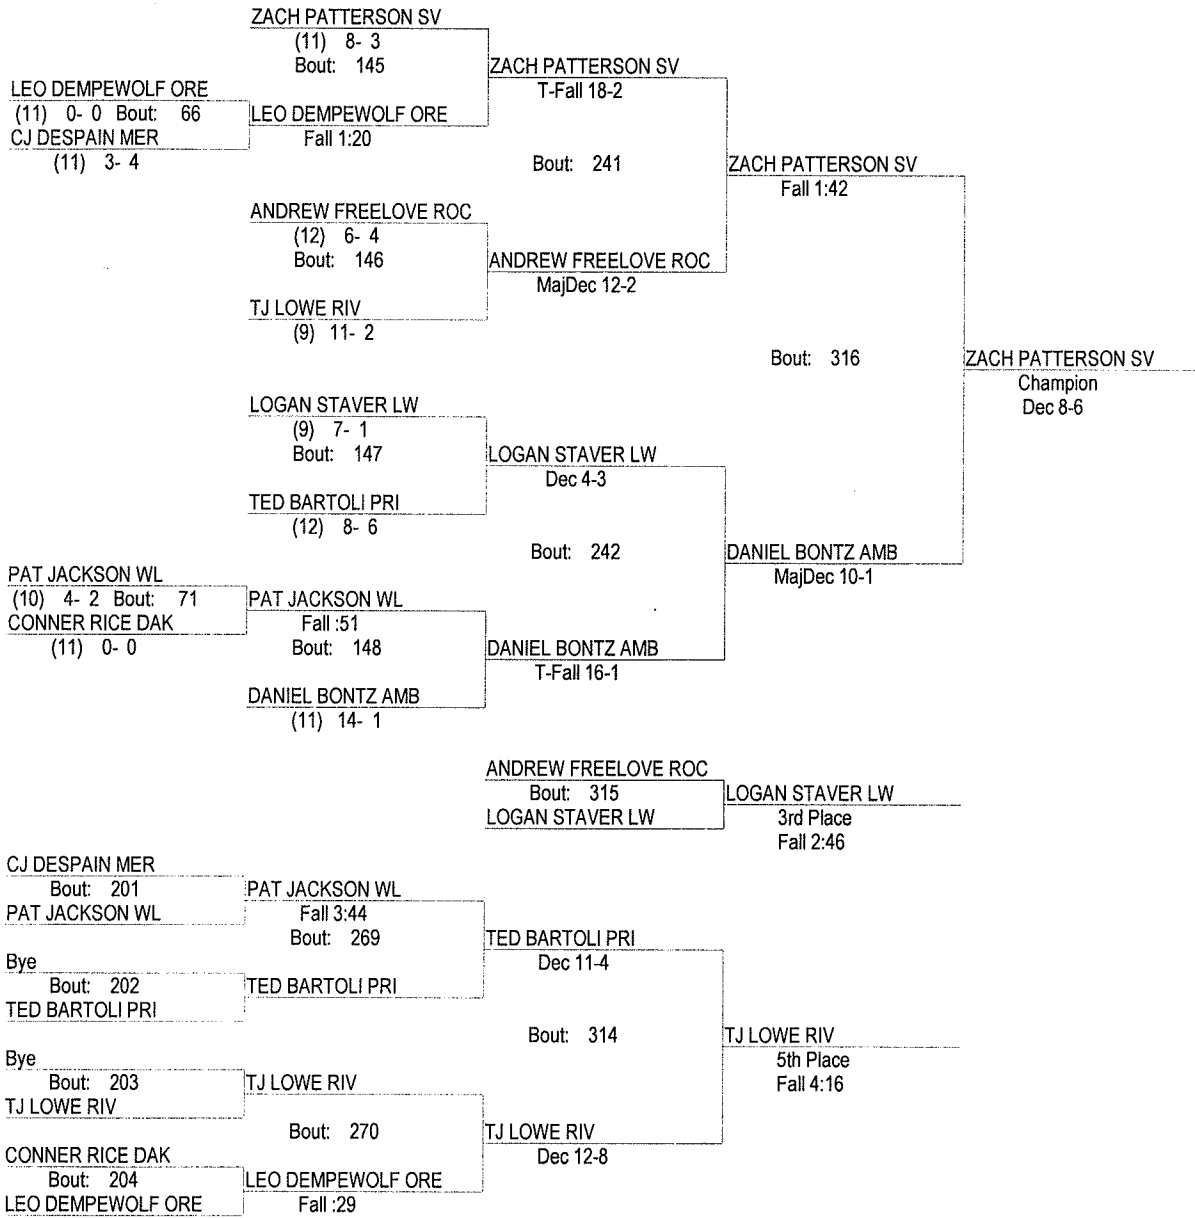 ZACH PATTERSON SV
(11) 8- 3
Bout: 145
ZACH PATTERSON SV
T-Fall 18-2
LEO DEMPEWOLF ORE
(11) 0- 0 Bout: 66
CJ DESPAIN MER
(11) 3- 4
LEO DEMPEWOLF ORE
Fall 1:20
Bout: 241
ZACH PATTERSON SV
Fall 1:42
ANDREW FREELOVE ROC
(12) 6- 4
Bout: 146
ANDREW FREELOVE ROC
MajDec 12-2
TJ LOWE RIV
(9) 11- 2
Bout: 316
ZACH PATTERSON SV
Champion
Dec 8-6
LOGAN STAVER LW
(9) 7- 1
Bout: 147
LOGAN STAVER LW
Dec 4-3
TED BARTOLI PRI
(12) 8- 6
Bout: 242
DANIEL BONTZ AMB
MajDec 10-1
PAT JACKSON WL
(10) 4- 2 Bout: 71
CONNER RICE DAK
(11) 0- 0
PAT JACKSON WL
Fall :51
Bout: 148
DANIEL BONTZ AMB
T-Fall 16-1
DANIEL BONTZ AMB
(11) 14- 1
ANDREW FREELOVE ROC
Bout: 315
LOGAN STAVER LW
LOGAN STAVER LW
3rd Place
Fall 2:46
CJ DESPAIN MER
Bout: 201
PAT JACKSON WL
PAT JACKSON WL
Fall 3:44
Bout: 269
TED BARTOLI PRI
Dec 11-4
Bye
Bout: 202
TED BARTOLI PRI
TED BARTOLI PRI
Bout: 314
TJ LOWE RIV
5th Place
Fall 4:16
Bye
Bout: 203
TJ LOWE RIV
TJ LOWE RIV
Bout: 270
TJ LOWE RIV
Dec 12-8
CONNER RICE DAK
Bout: 204
LEO DEMPEWOLF ORE
LEO DEMPEWOLF ORE
Fall :29